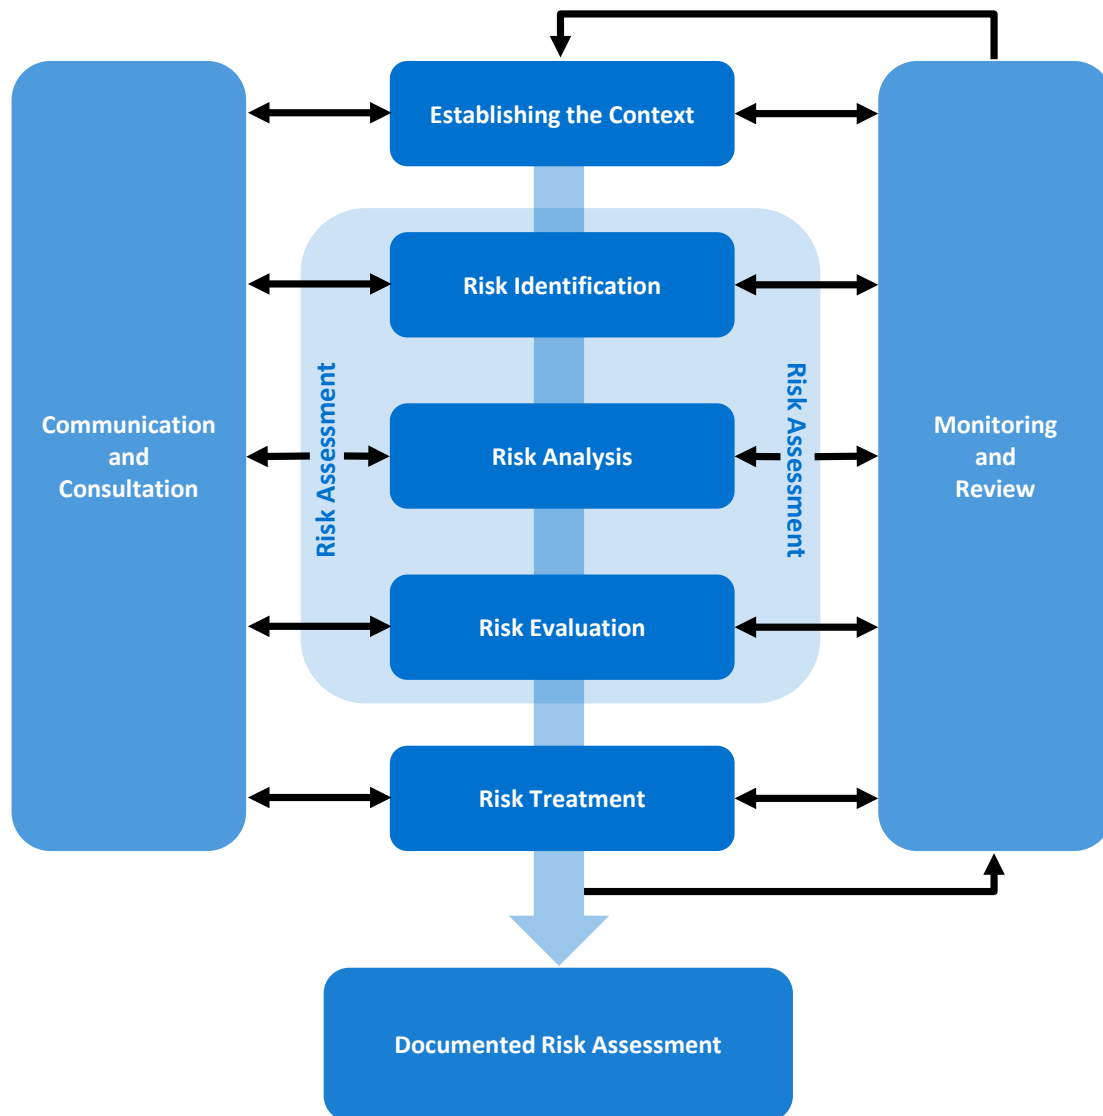 Establishing the Context
Risk Identification
Communication
and
Consultation
Risk Assessment
Risk Analysis
Risk Assessment
Monitoring
and
Review
Risk Evaluation
Risk Treatment
Documented Risk Assessment